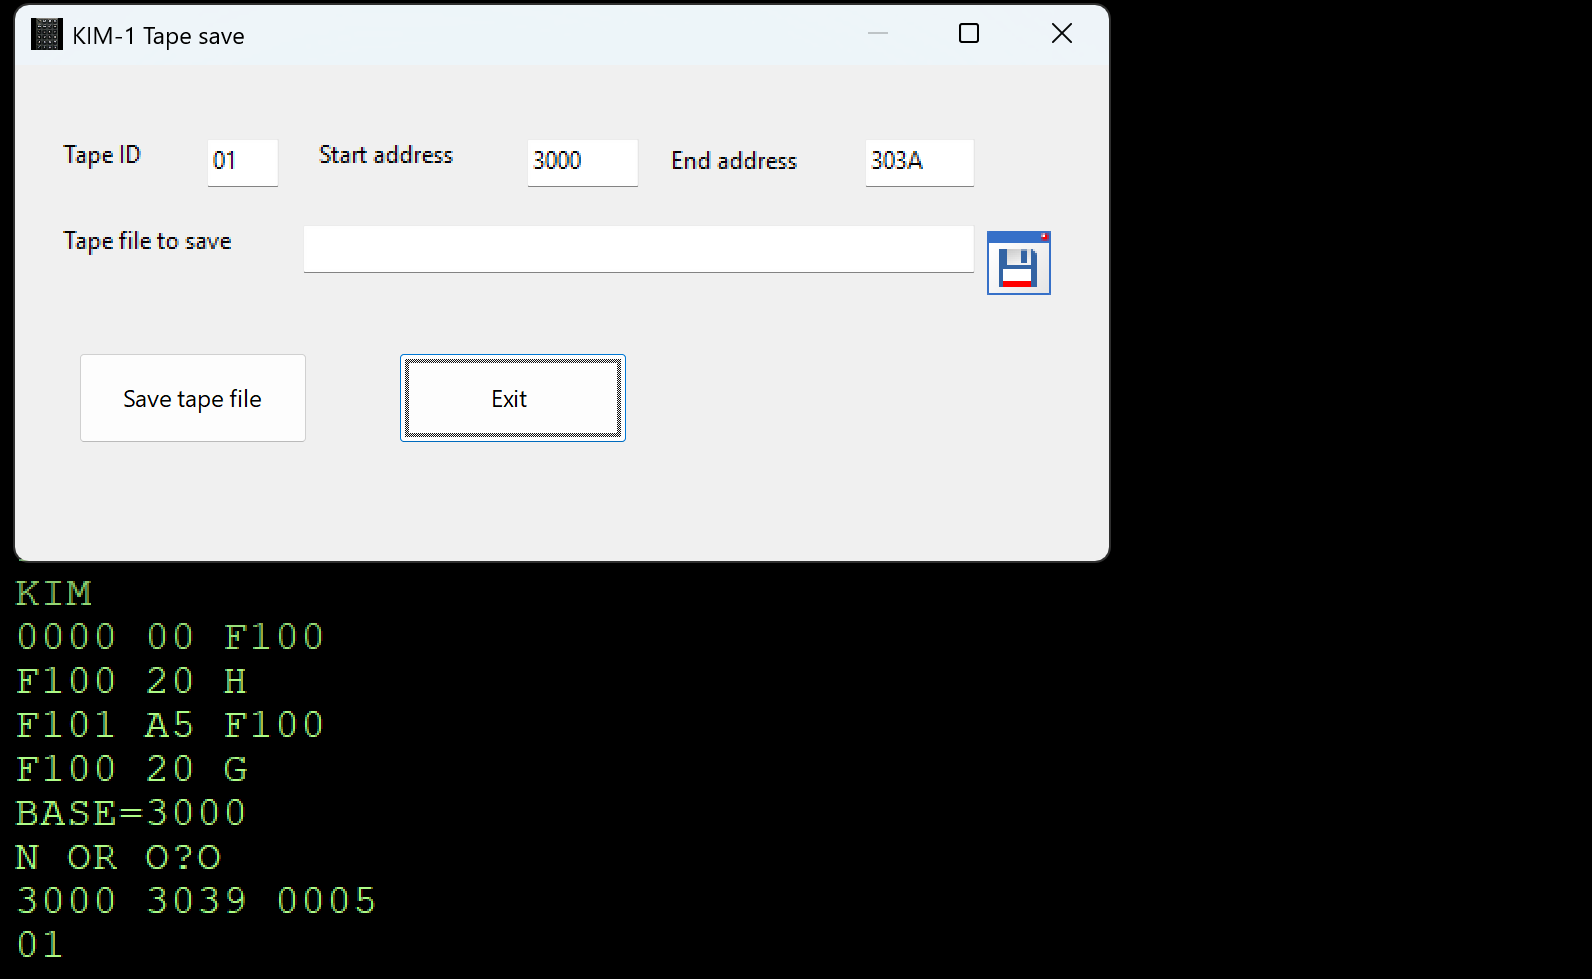 KIM-1 Tape save
Tape ID 01 Start address 3000 End address 303A
Tape file to save
Save tape file Exit
KIM
0000 00 F100
F100 20 H
F101 A5 F100
F100 20 G
BASE=3000
N OR O?O
3000 3039 0005
01